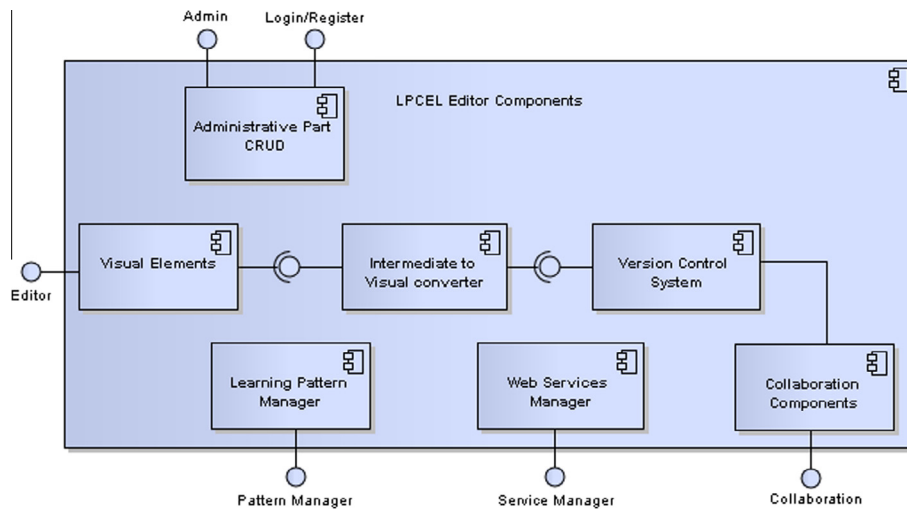 Admin
Login/Register
LPCEL Editor Components
Administrative Part
CRUD
Visual Elements
Intermediate to
Visual converter
Version Control
System
Editor
Learning Pattern
Manager
Web Services
Manager
Collaboration
Components
Pattern Manager
Service Manager
Collaboration